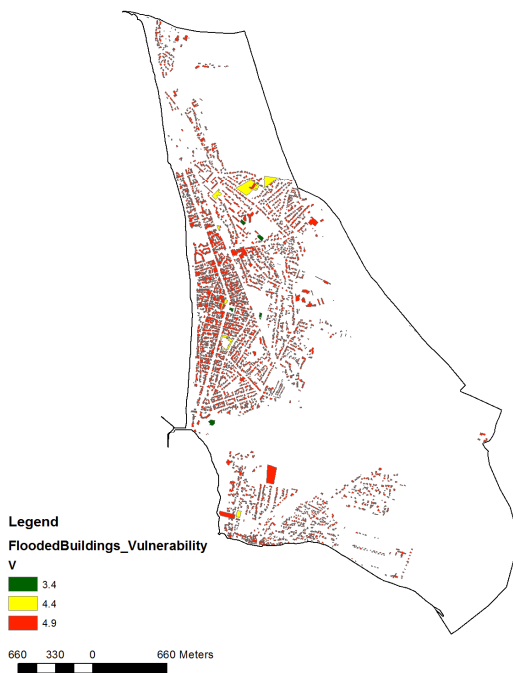 Legend
FloodedBuildings_Vulnerability
V
3.4
4.4
4.9
660 330 0 660 Meters